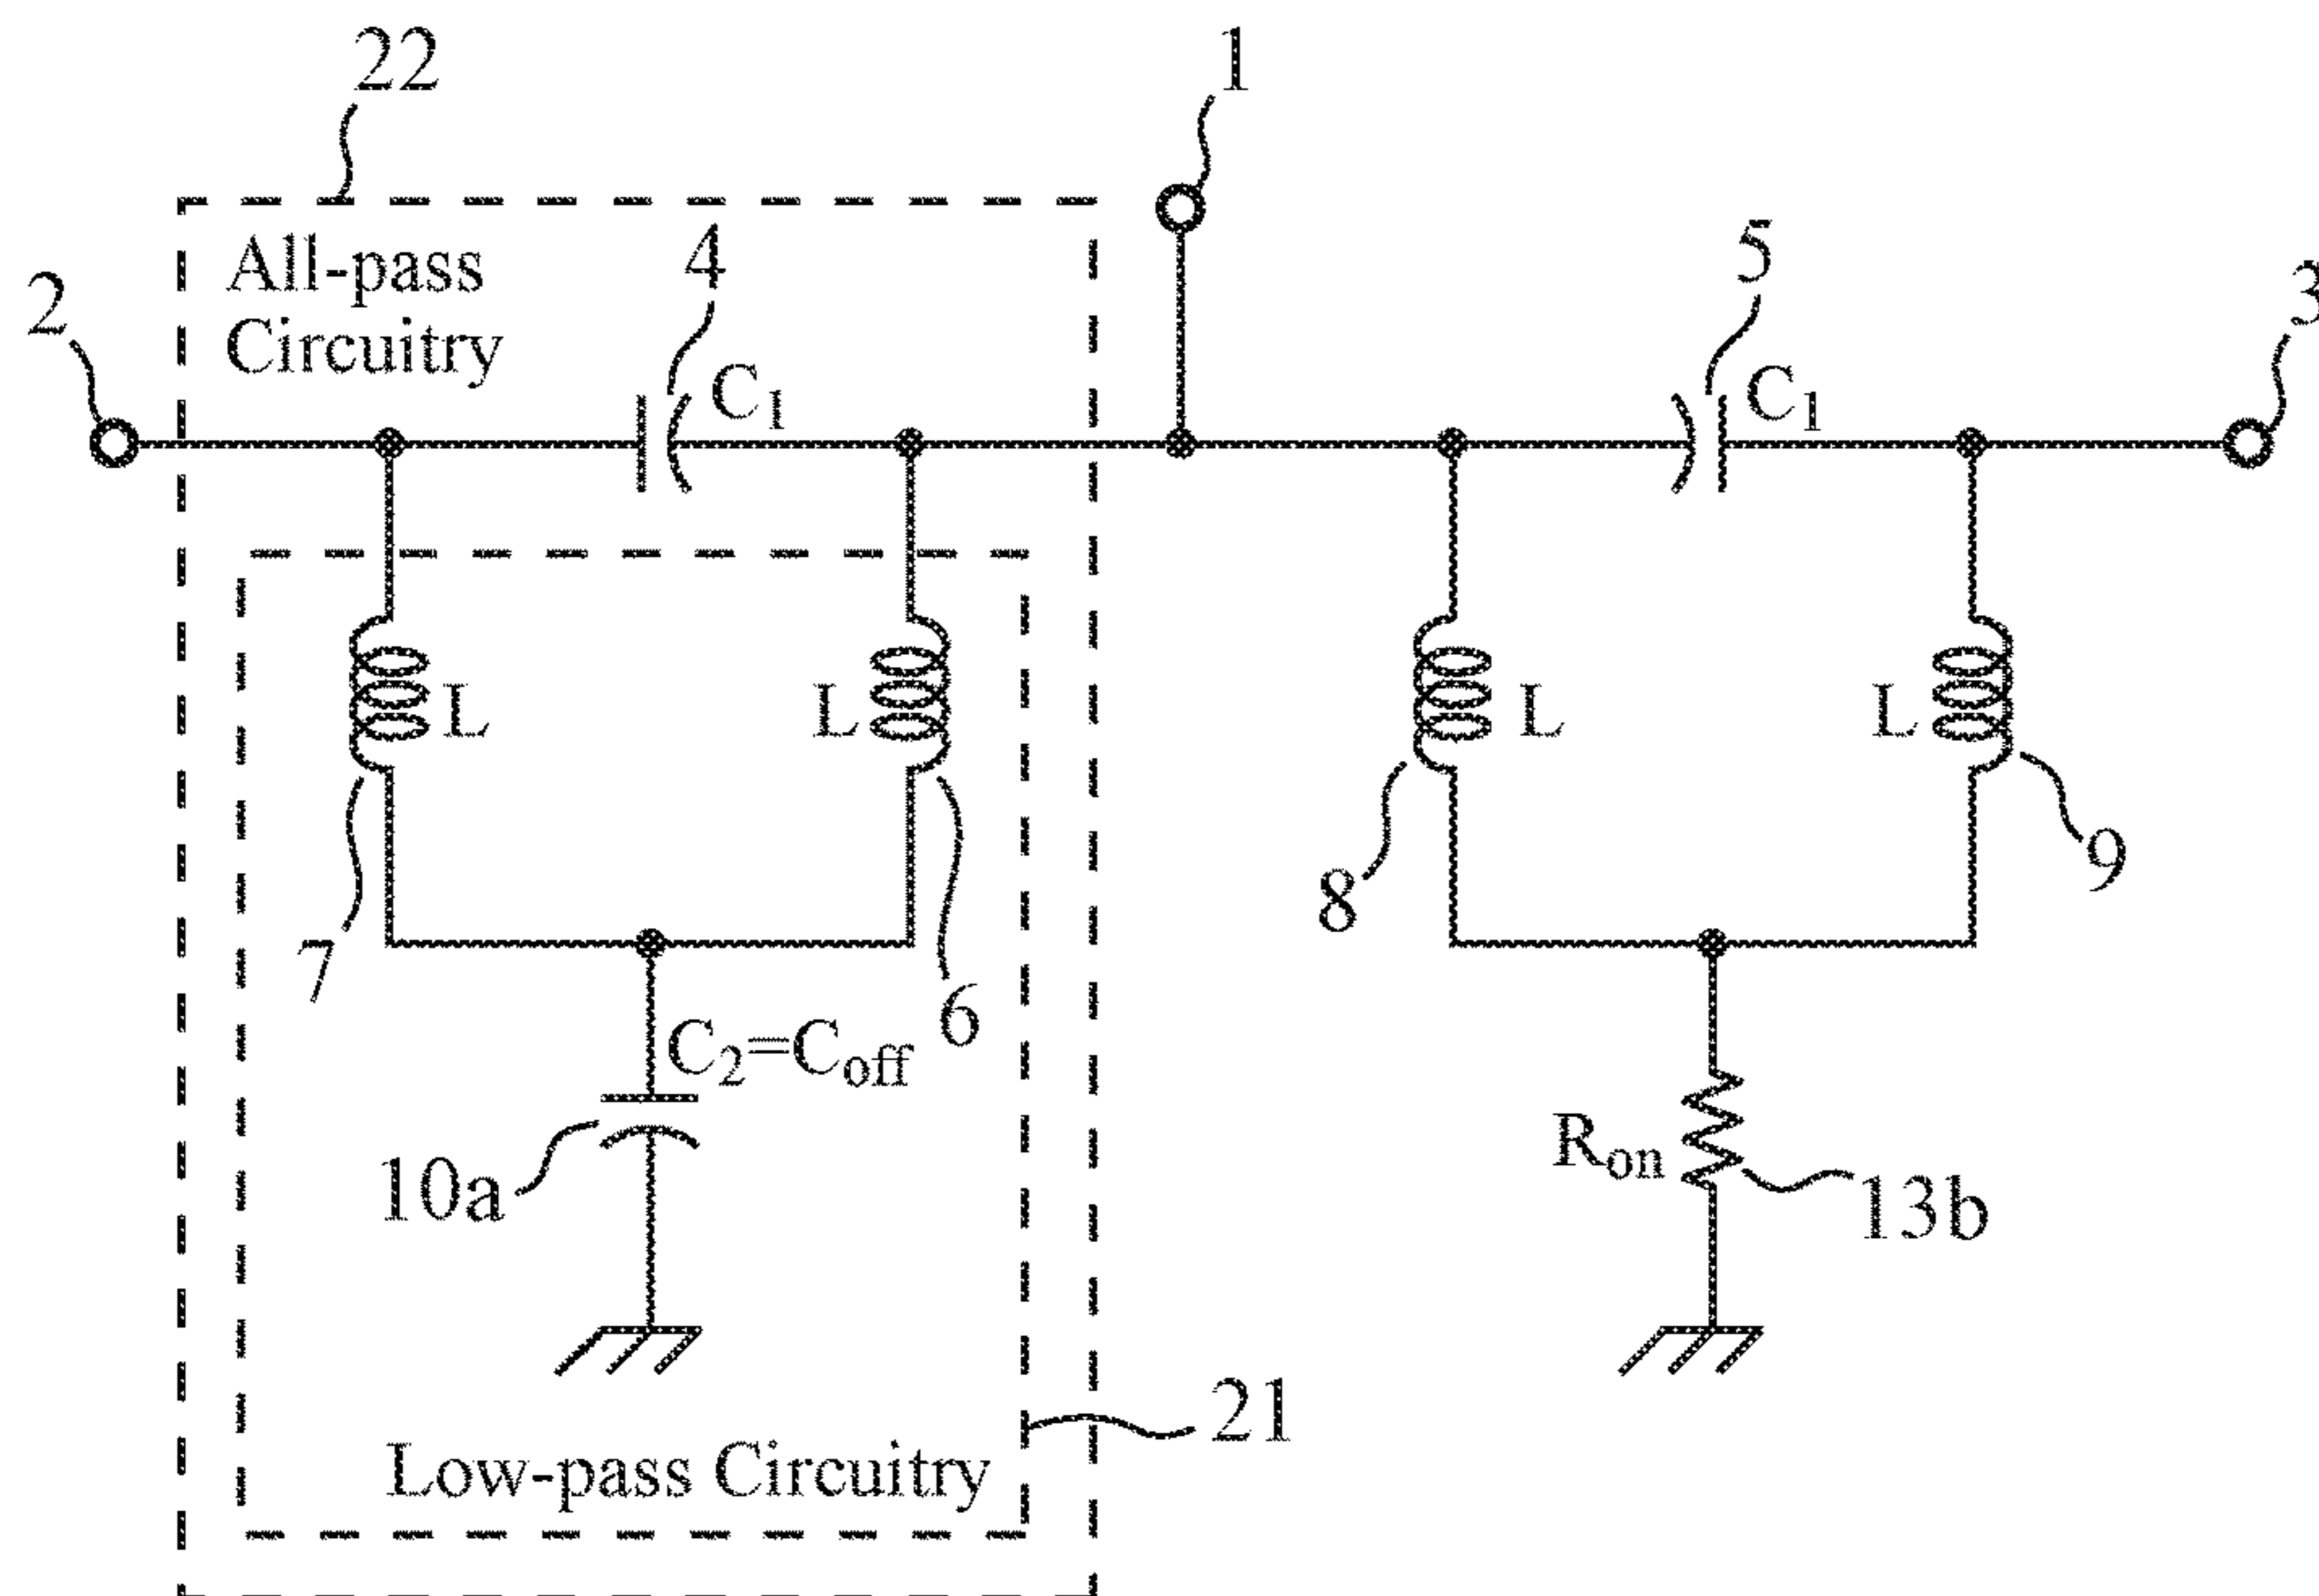 22
1
All-pass
Circuitry
4
5
2
3
C₁
C₁
L
L
L
L
7
6
8
9
C₂=Cₒff
10a
Rₒₙ
13b
21
Low-pass Circuitry